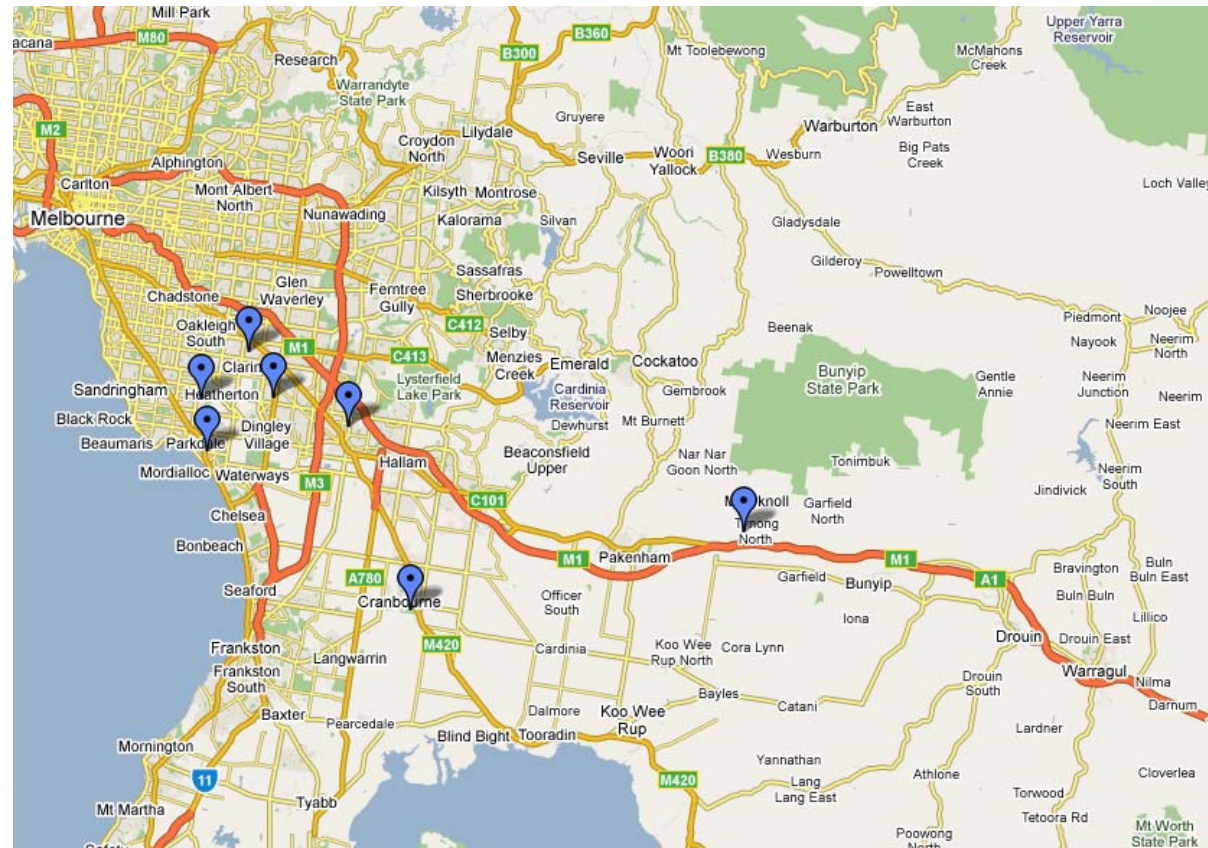 Mill Park
acana
M80
Research
B300
B360
Mt Toolebewong
McMahons
Creek
Upper Yarra
Reservoir
Warrandyte
State Park
M2
Croydon
North
Lilydale
Gruyere
Warburton
East
Warburton
Alphington
Seville
Woori
Yallock
B380
Wesburn
Big Pats
Creek
Carlton
Mont Albert
North
Kilsyth
Montrose
Loch Valley
Melbourne
Nunawading
Kalorama
Silvan
Gladysdale
Gilderoy
Powelltown
Sassafras
Glen
Waverley
Ferntree
Gully
Sherbrooke
Chadstone
Oakleigh
South
C412
Selby
Beenak
Piedmont
Noojee
M1
C413
Menzies
Creek
Emerald
Cockatoo
Nayook
Neerim
North
Clarin
Lysterfield
Lake Park
Cardinia
Reservoir
Gembrook
Bunyip
State Park
Gentle
Annie
Neerim
Junction
Neerim
Sandringham
Heatherton
Black Rock
Dingley
Village
Dewhurst
Mt Burnett
Neerim East
Beaumaris
Parkdale
Mordialloc
Waterways
Hallam
Beaconsfield
Upper
Nar Nar
Goon North
Tonimbuk
Neerim
South
M3
C101
Jindivick
Chelsea
Garfield
North
North
Bonbeach
M1
Pakenham
M1
Seaford
A780
Cranbourne
Officer
South
Garfield
Bunyip
A1
Bravington
Buln
Buln East
Buln Buln
Iona
Lillico
Frankston
M420
Cardinia
Koo Wee
Rup North
Cora Lynn
Drouin
Drouin East
Langwarrin
Frankston
South
Warragul
Nilma
Drouin
South
Bayles
Catani
Darnum
Baxter
Pearcedale
Dalmore
Koo Wee
Rup
Lardner
Mornington
Blind Bight
Tooradin
Yannathan
11
M420
Lang
Lang East
Athlone
Cloverlea
Torwood
Mt Martha
Tyabb
Tetoora Rd
Mt Worth
State Park
Poowong
North